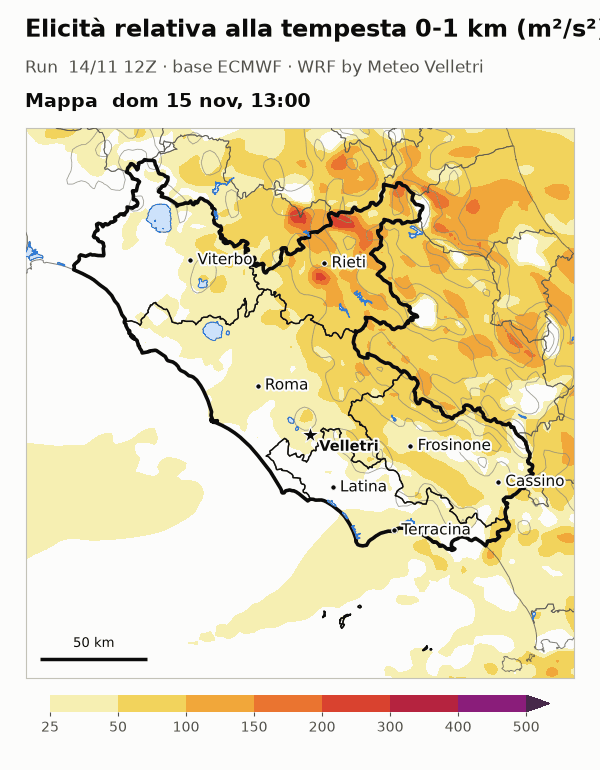 Elicità relativa alla tempesta 0-1 km (m²/s²)
Run 14/11 12Z · base ECMWF · WRF by Meteo Velletri
Mappa dom 15 nov, 13:00
Viterbo
Rieti
Roma
Velletri
Frosinone
Cassino
Latina
Terracina
50 km
25 50 100 150 200 300 400 500